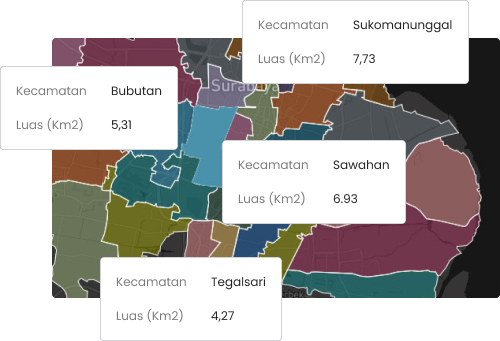 Kecamatan Sukomanunggal
Luas (Km2) 7,73
Kecamatan Bubutan
Luas (Km2) 5,31
Kecamatan Sawahan
Luas (Km2) 6.93
Kecamatan Tegalsari
Luas (Km2) 4,27